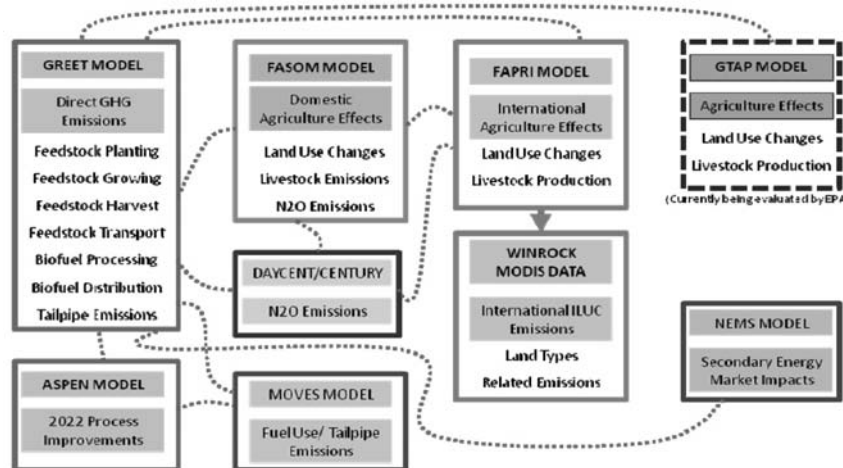 GREET MODEL
Direct GHG
Emissions
Feedstock Planting
Feedstock Growing
Feedstock Harvest
Feedstock Transport
Biofuel Processing
Biofuel Distribution
Tailpipe Emissions
FASOM MODEL
Domestic
Agriculture Effects
Land Use Changes
Livestock Emissions
N2O Emissions
FAPRI MODEL
International
Agriculture Effects
Land Use Changes
Livestock Production
GTAP MODEL
Agriculture Effects
Land Use Changes
Livestock Production
(Currently being evaluated by EPA
DAYCENT/CENTURY
N2O Emissions
WINROCK
MODIS DATA
International ILUC
Emissions
Land Types
Related Emissions
NEMS MODEL
Secondary Energy
Market Impacts
ASPEN MODEL
2022 Process
Improvements
MOVES MODEL
Fuel Use/ Tailpipe
Emissions